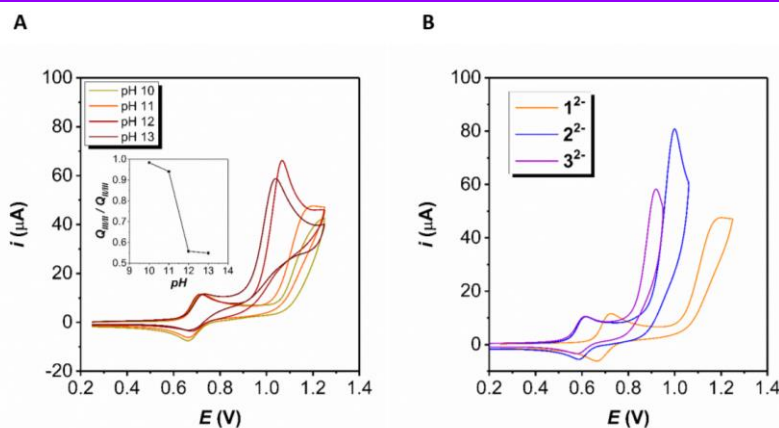 A
B
100
80
60
40
20
0
-20
i (μA)
pH 10
pH 11
pH 12
pH 13
1.0
0.9
0.8
0.7
0.6
0.5
Q_III/II / Q_II/III
9 10 11 12 13 14
pH
0.2 0.4 0.6 0.8 1.0 1.2 1.4
E (V)
100
80
60
40
20
0
-20
i (μA)
1²⁻
2²⁻
3²⁻
0.2 0.4 0.6 0.8 1.0 1.2 1.4
E (V)